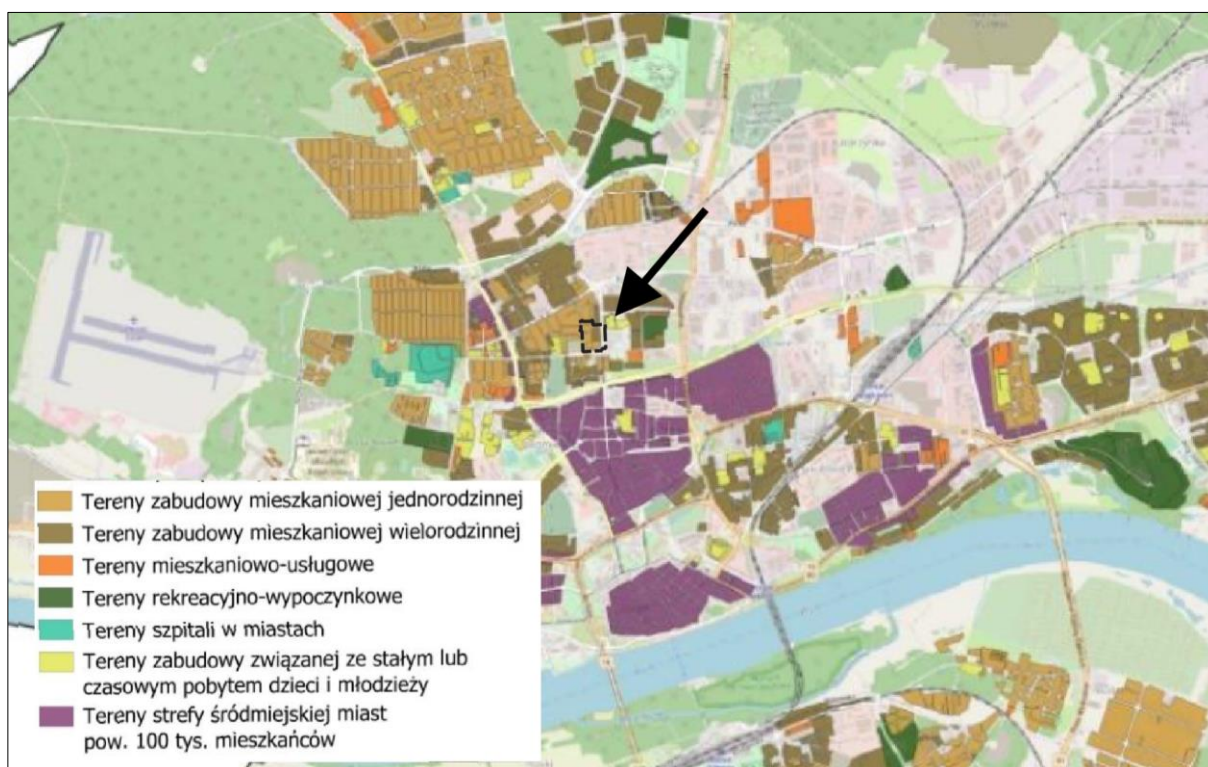 Tereny zabudowy mieszkaniowej jednorodzinnej
Tereny zabudowy mieszkaniowej wielorodzinnej
Tereny mieszkaniowo-usługowe
Tereny rekreacyjno-wypoczynkowe
Tereny szpitali w miastach
Tereny zabudowy związanej ze stałym lub
czasowym pobytem dzieci i młodzieży
Tereny strefy śródmiejskiej miast
pow. 100 tys. mieszkańców